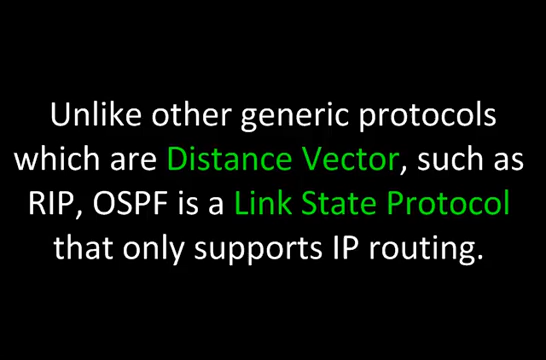 Unlike other generic protocols
which are Distance Vector, such as
RIP, OSPF is a Link State Protocol
that only supports IP routing.